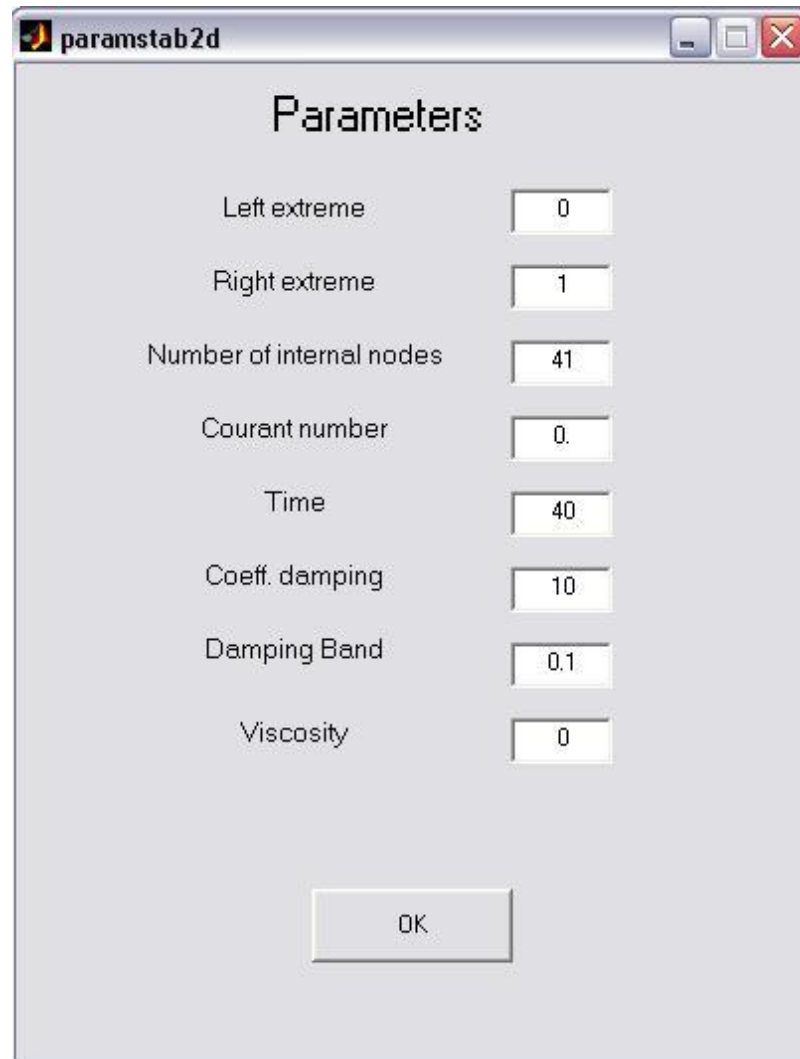 paramstab2d
Parameters
Left extreme 0
Right extreme 1
Number of internal nodes 41
Courant number 0.
Time 40
Coeff. damping 10
Damping Band 0.1
Viscosity 0
OK